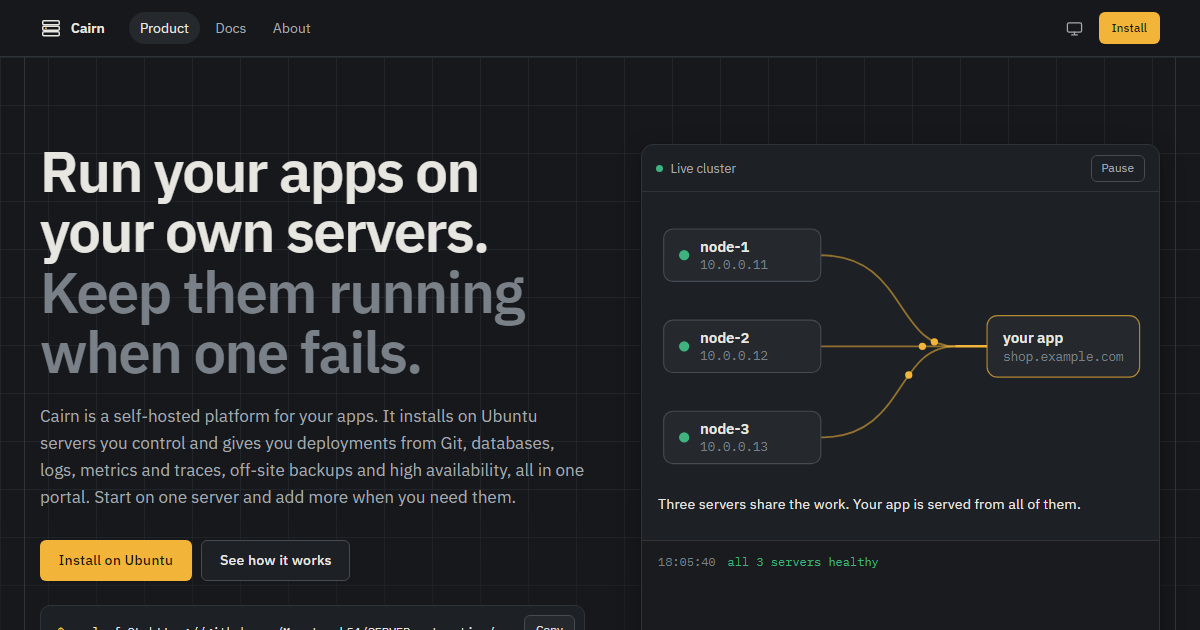 Cairn
Product
Docs
About
Install
Run your apps on
your own servers.
Keep them running
when one fails.
Cairn is a self-hosted platform for your apps. It installs on Ubuntu
servers you control and gives you deployments from Git, databases,
logs, metrics and traces, off-site backups and high availability, all in one
portal. Start on one server and add more when you need them.
Install on Ubuntu
See how it works
Live cluster
Pause
node-1
10.0.0.11
node-2
10.0.0.12
node-3
10.0.0.13
your app
shop.example.com
Three servers share the work. Your app is served from all of them.
18:05:40 all 3 servers healthy